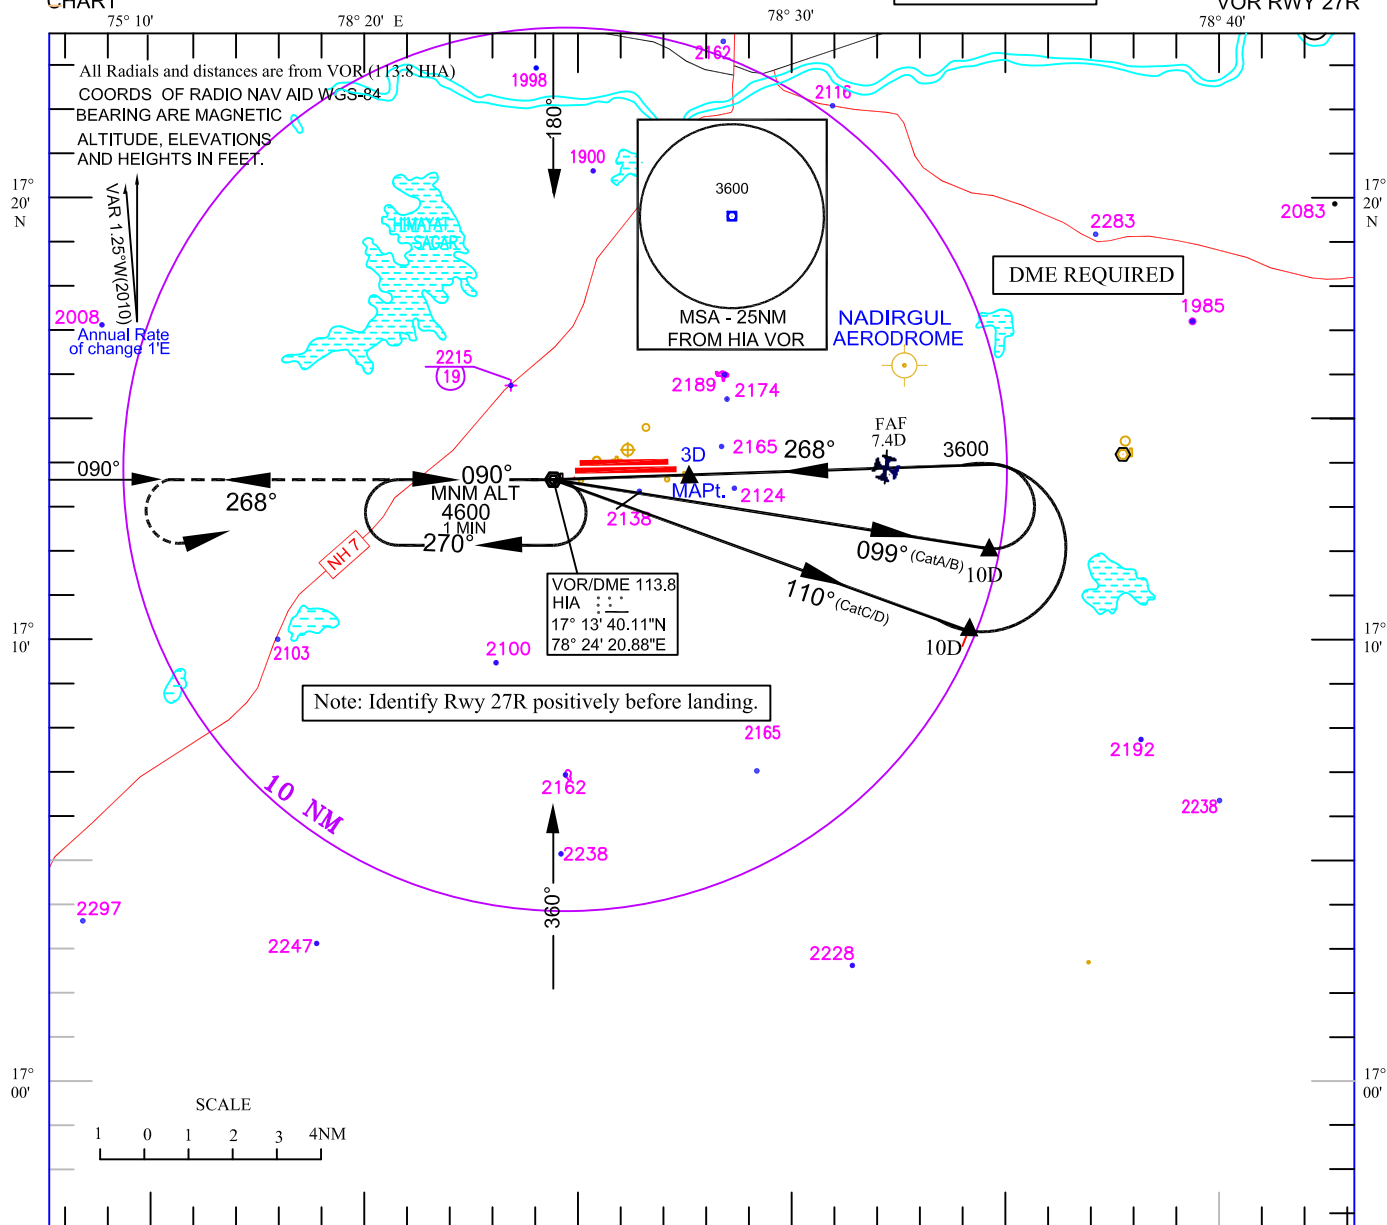 CHART
VOR RWY 27R
75° 10'
78° 20' E
78° 30'
78° 40'
All Radials and distances are from VOR (113.8 HIA)
COORDS OF RADIO NAV AID WGS-84
BEARING ARE MAGNETIC
ALTITUDE, ELEVATIONS
AND HEIGHTS IN FEET.
VAR 1.25°W(2010)
Annual Rate
of change 1'E
2162
1998
2116
180°
1900
17°
20'
N
17°
20'
N
3600
MSA - 25NM
FROM HIA VOR
2083
2283
HIMAYAT
SAGAR
DME REQUIRED
1985
2008
NADIRGUL
AERODROME
2215
19
2189
2174
FAF
7.4D
3D
2165
268°
3600
090°
268°
090°
MNM ALT
4600
1 MIN
270°
MAPt.
2124
2138
099° (CatA/B)
10D
110° (CatC/D)
10D
NH 7
VOR/DME 113.8
HIA
17° 13' 40.11"N
78° 24' 20.88"E
17°
10'
17°
10'
2103
2100
Note: Identify Rwy 27R positively before landing.
2165
2192
2162
2238
10 NM
2238
360°
2297
2247
2228
17°
00'
17°
00'
SCALE
1 0 1 2 3 4NM